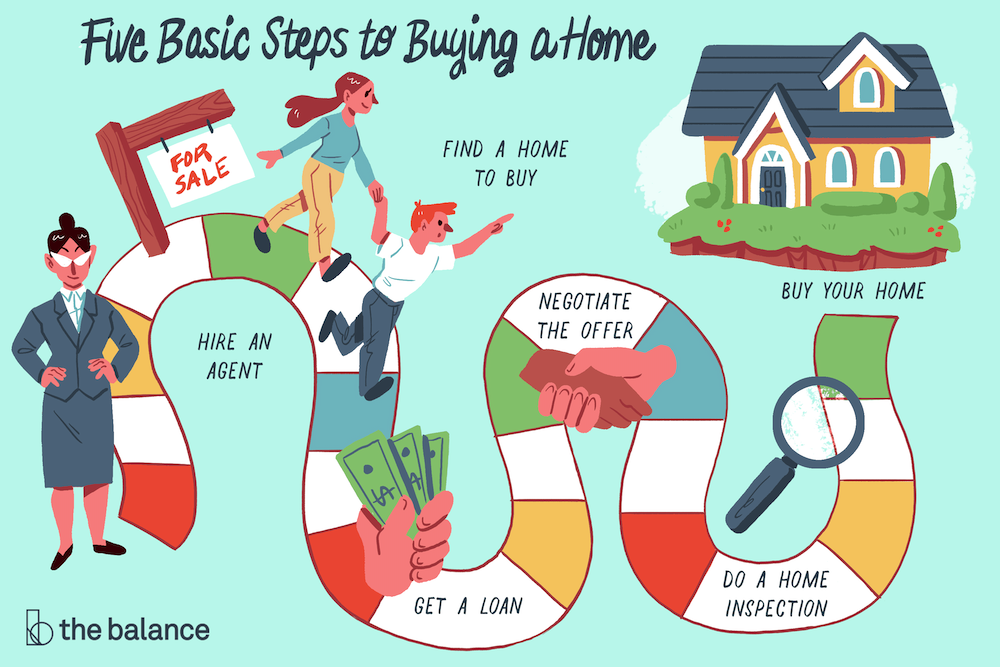 Five Basic Steps to Buying a Home
FOR
SALE
FIND A HOME
TO BUY
HIRE AN
AGENT
NEGOTIATE
THE OFFER
BUY YOUR HOME
GET A LOAN
DO A HOME
INSPECTION
the balance